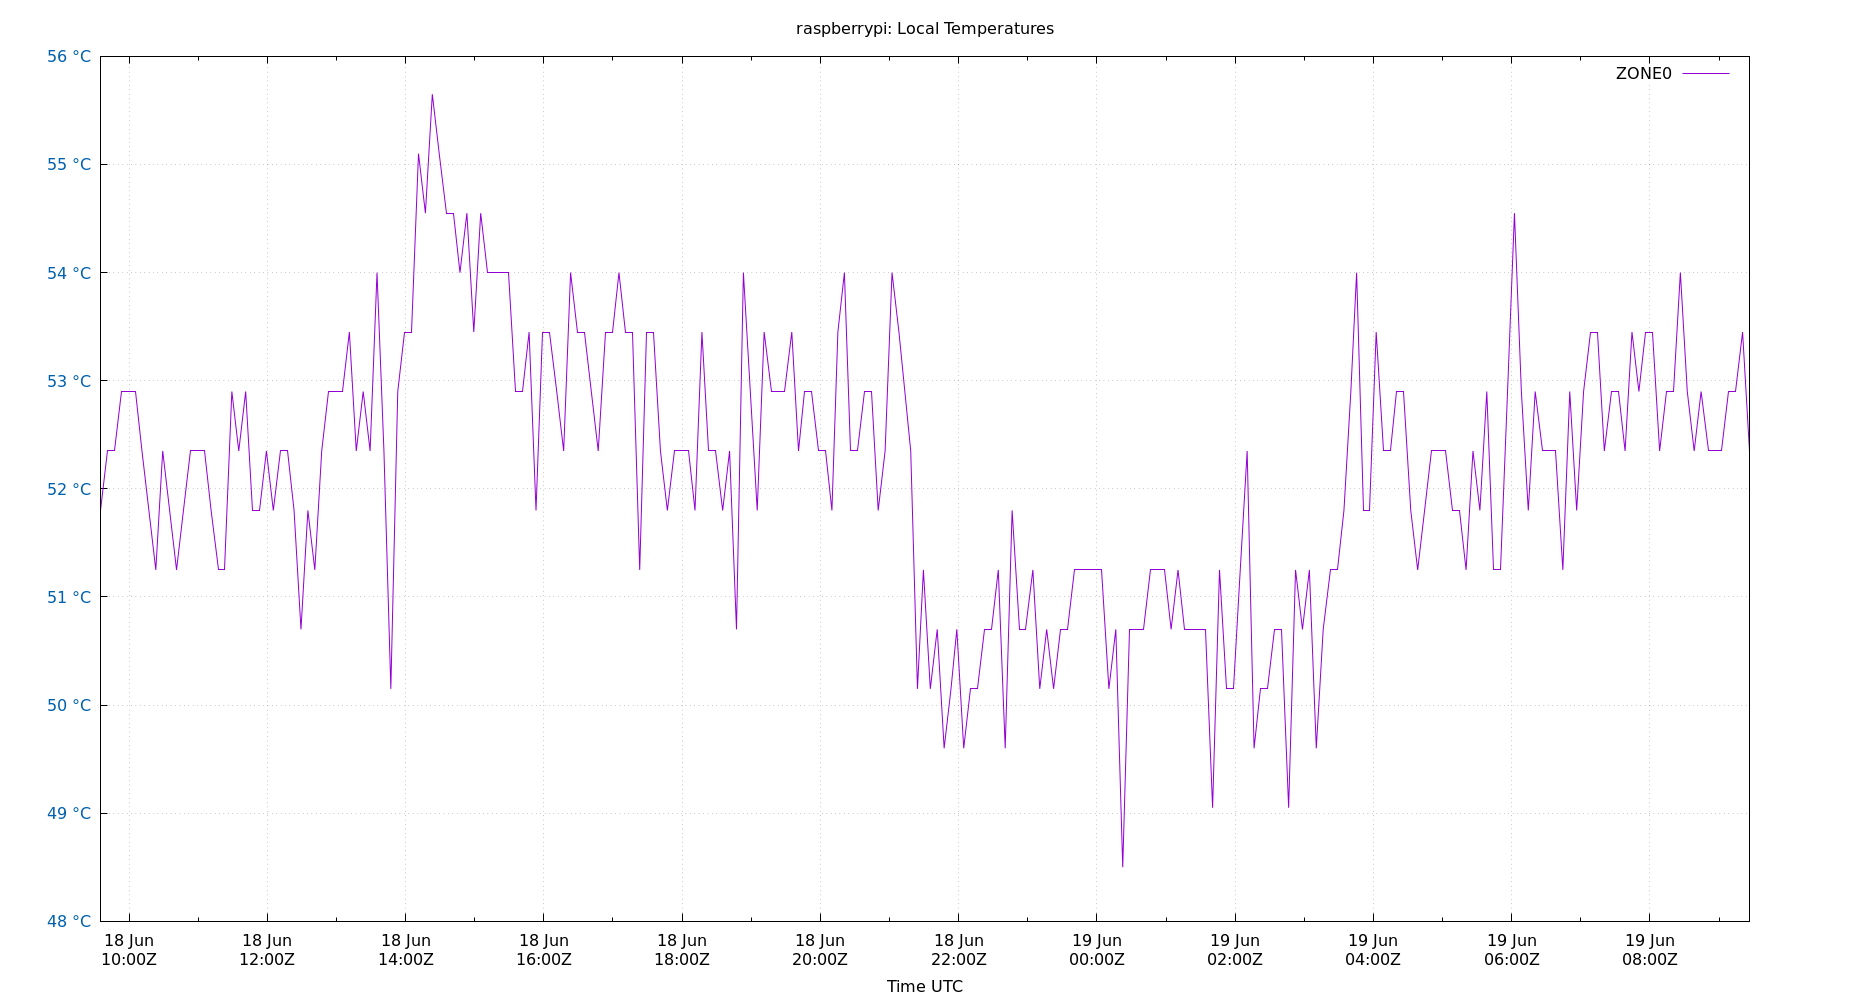 raspberrypi: Local Temperatures
56 °C
ZONE0
55 °C
54 °C
53 °C
52 °C
51 °C
50 °C
49 °C
48 °C
18 Jun 18 Jun 18 Jun 18 Jun 18 Jun 18 Jun 18 Jun 19 Jun 19 Jun 19 Jun 19 Jun 19 Jun
10:00Z 12:00Z 14:00Z 16:00Z 18:00Z 20:00Z 22:00Z 00:00Z 02:00Z 04:00Z 06:00Z 08:00Z
Time UTC